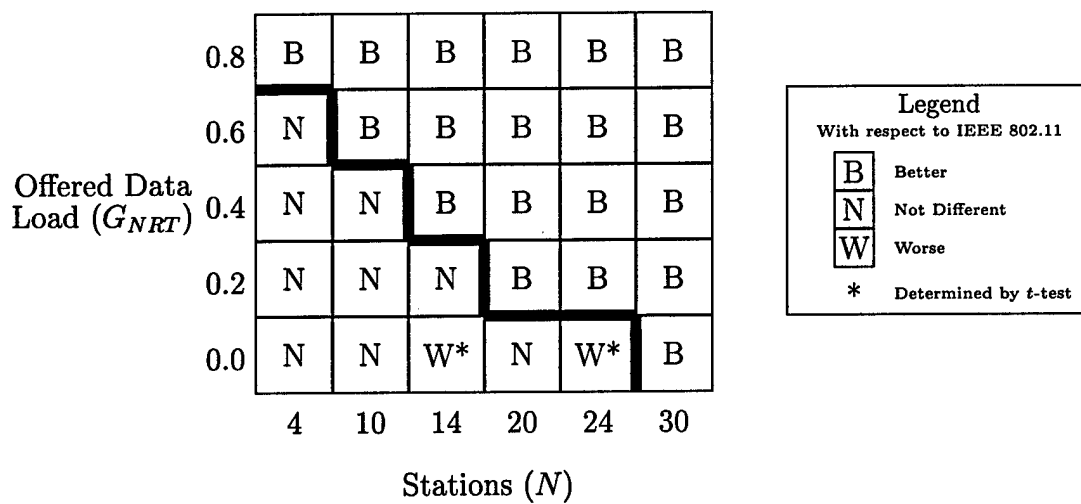 0.8 B B B B B B
0.6 N B B B B B
Offered Data
Load (G_NRT) 0.4 N N B B B B
0.2 N N N B B B
0.0 N N W* N W* B
4 10 14 20 24 30
Stations (N)
Legend
With respect to IEEE 802.11
B Better
N Not Different
W Worse
* Determined by t-test